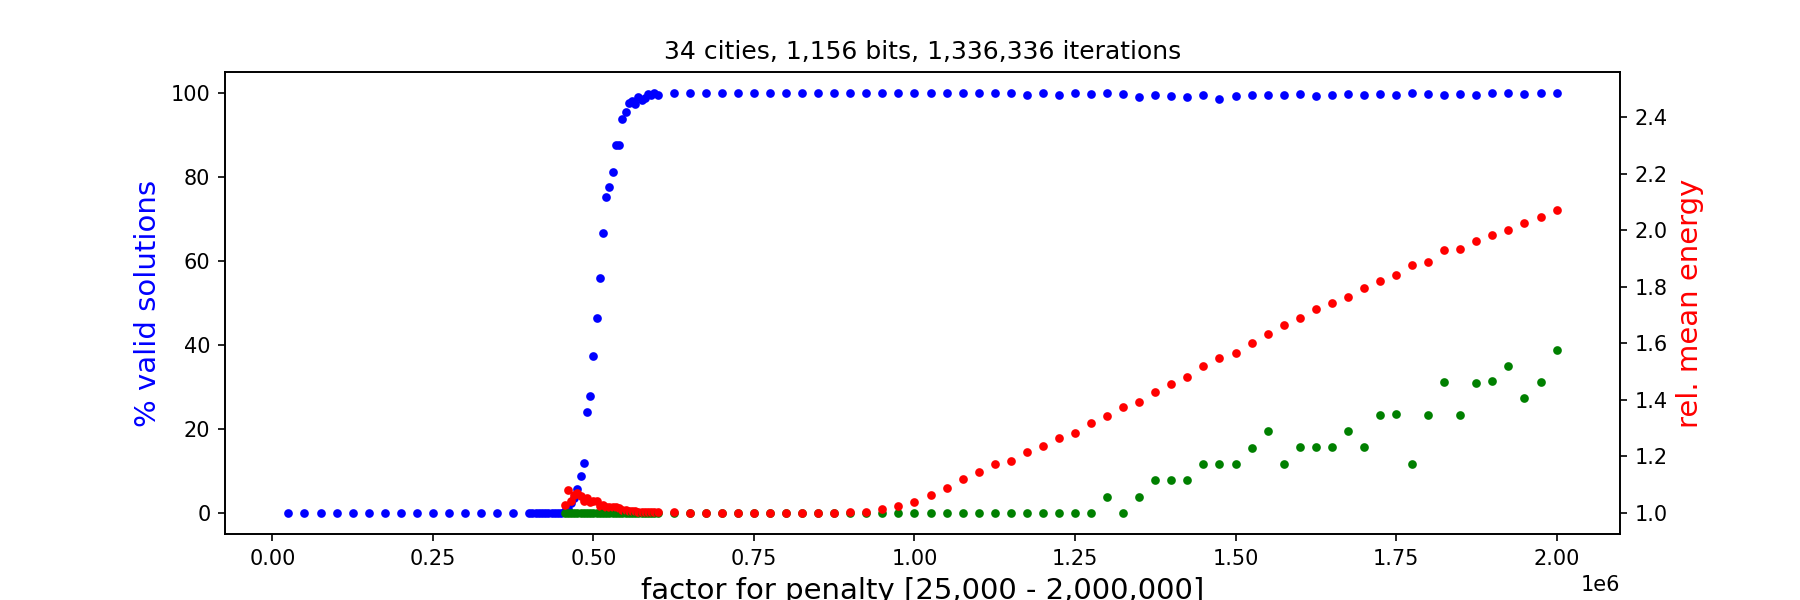 34 cities, 1,156 bits, 1,336,336 iterations
100
80
60
40
20
0
% valid solutions
2.4
2.2
2.0
1.8
1.6
1.4
1.2
1.0
rel. mean energy
0.00 0.25 0.50 0.75 1.00 1.25 1.50 1.75 2.00
1e6
factor for penalty [25,000 - 2,000,000]